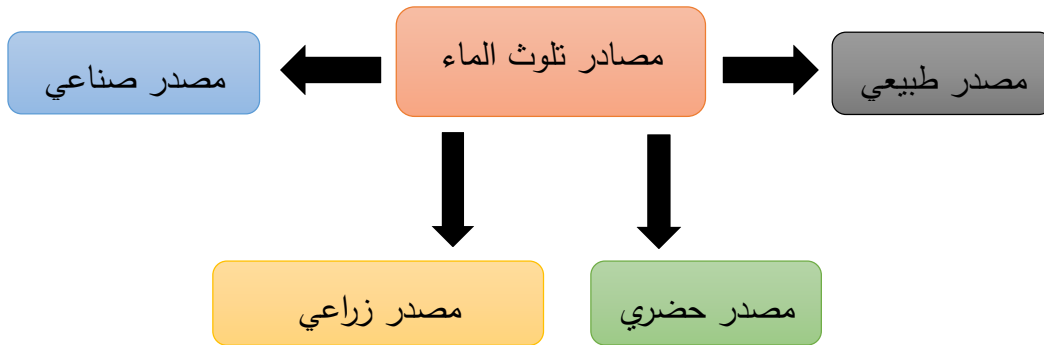 مصادر تلوث الماء
مصدر طبيعي
مصدر صناعي
مصدر حضري
مصدر زراعي